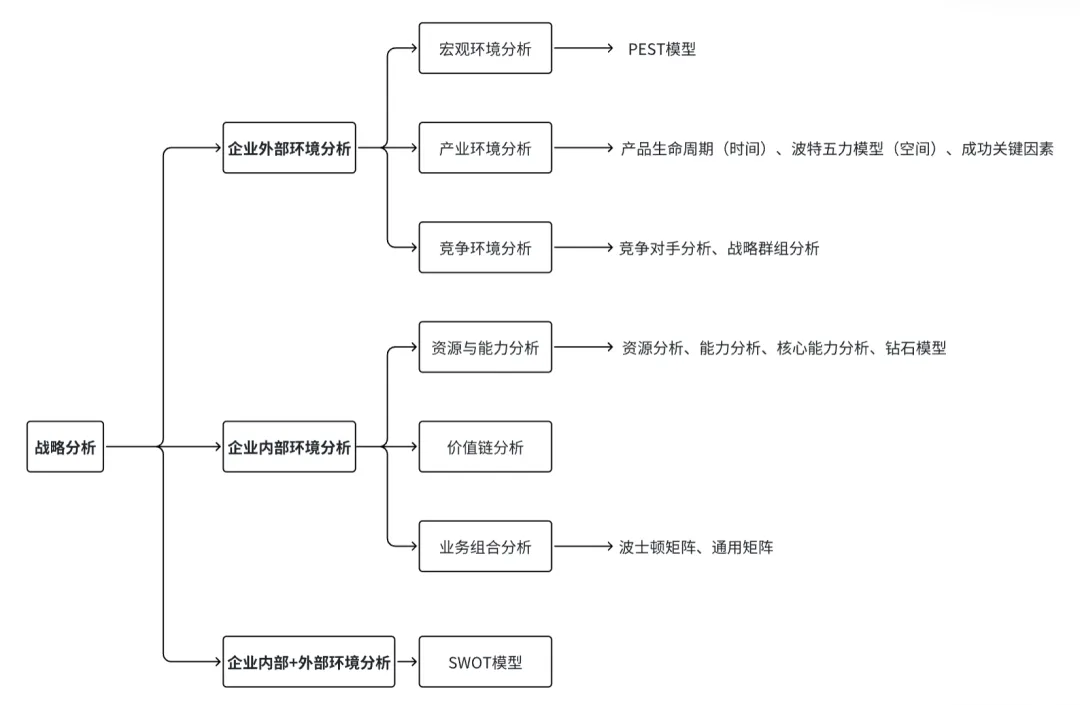 宏观环境分析
PEST模型
企业外部环境分析
产业环境分析
产品生命周期（时间）、波特五力模型（空间）、成功关键因素
竞争环境分析
竞争对手分析、战略群组分析
资源与能力分析
资源分析、能力分析、核心能力分析、钻石模型
战略分析
企业内部环境分析
价值链分析
业务组合分析
波士顿矩阵、通用矩阵
企业内部+外部环境分析
SWOT模型